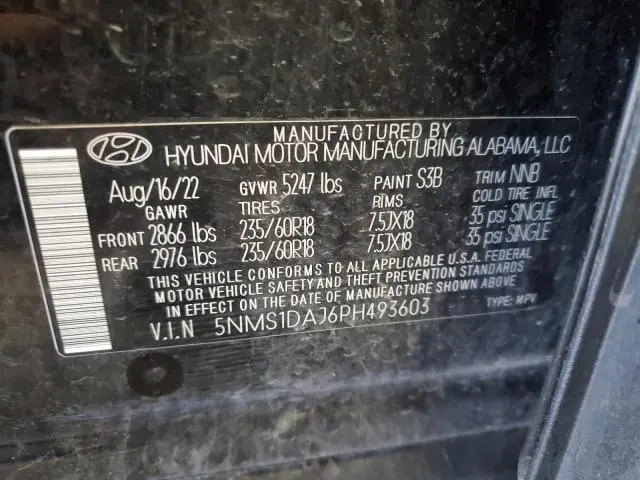 MANUFACTURED BY
HYUNDAI MOTOR MANUFACTURING ALABAMA, LLC
Aug/16/22 GVWR 5247 lbs PAINT S3B TRIM NNB
GAWR TIRES RIMS COLD TIRE INFL
FRONT 2866 lbs 235/60R18 7.5JX18 35 psi SINGLE
REAR 2976 lbs 235/60R18 7.5JX18 35 psi SINGLE
THIS VEHICLE CONFORMS TO ALL APPLICABLE U.S.A. FEDERAL
MOTOR VEHICLE SAFETY AND THEFT PREVENTION STANDARDS
IN EFFECT ON THE DATE OF MANUFACTURE SHOWN ABOVE.
V.I.N 5NMS1DAJ6PH493603 TYPE: MPV